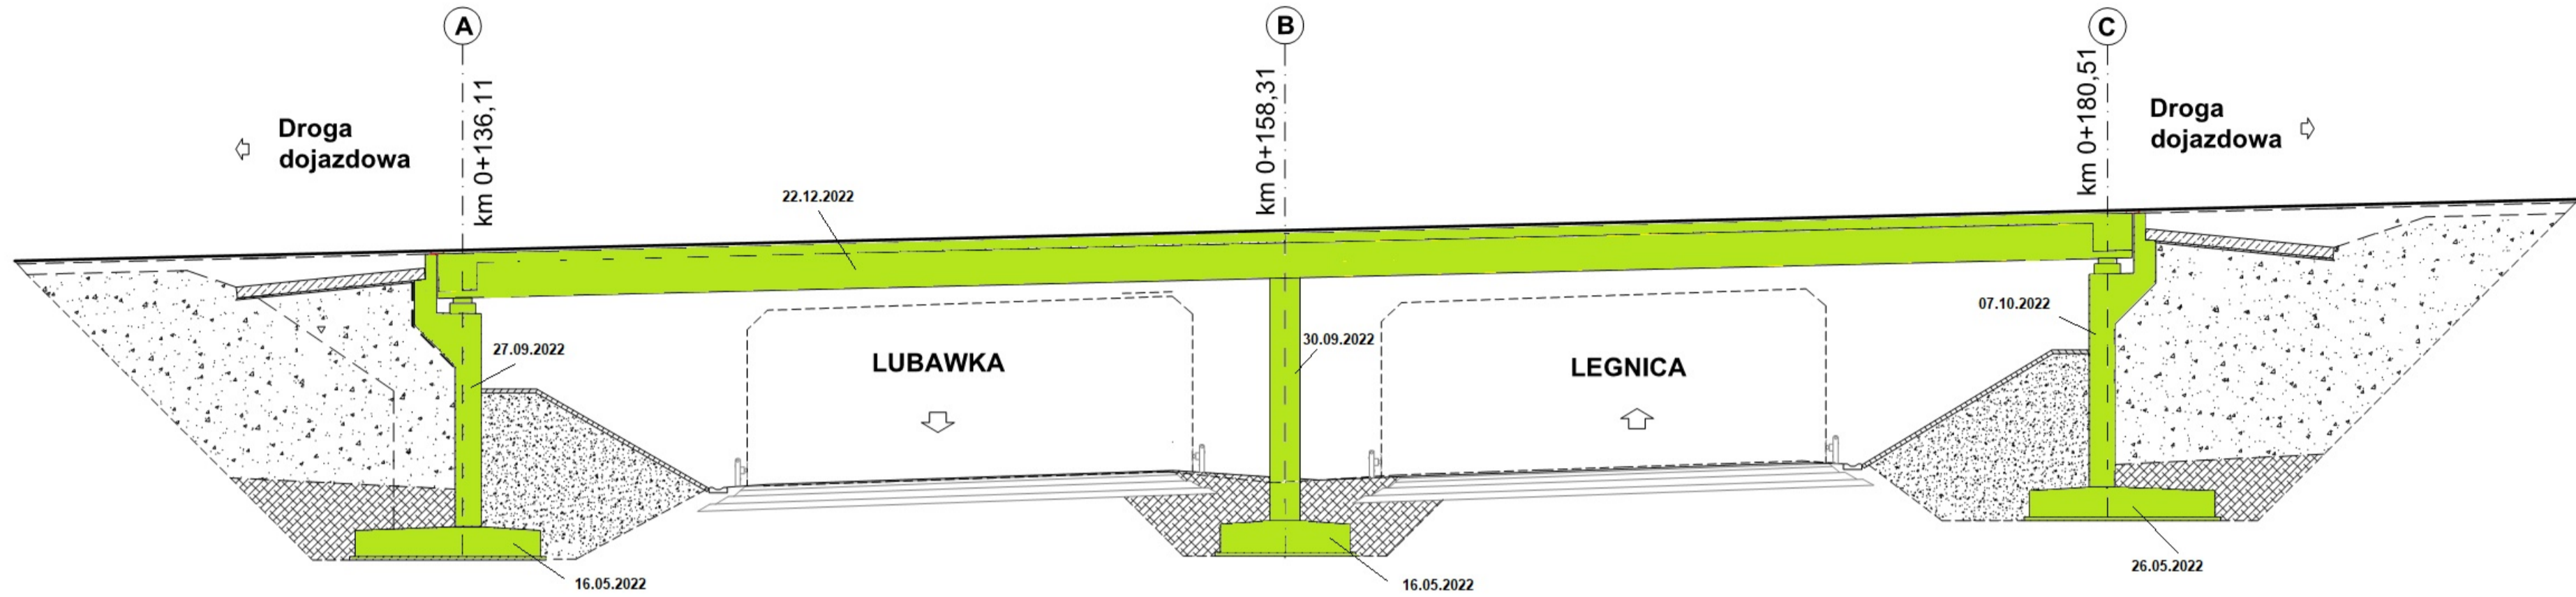 A
B
C
km 0+136,11
km 0+158,31
km 0+180,51
Droga
dojazdowa
Droga
dojazdowa
22.12.2022
27.09.2022
30.09.2022
07.10.2022
LUBAWKA
LEGNICA
16.05.2022
16.05.2022
26.05.2022